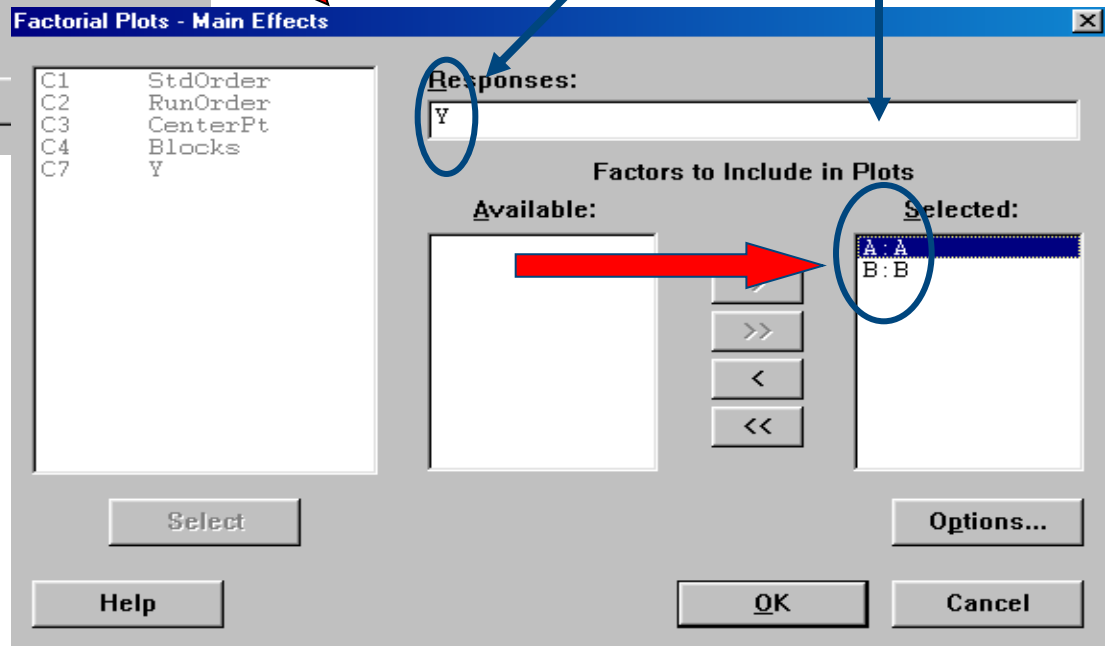 Factorial Plots - Main Effects
C1 StdOrder
C2 RunOrder
C3 CenterPt
C4 Blocks
C7 Y
Responses:
Y
Factors to Include in Plots
Available:
Selected:
A:A
B:B
>>
<
<<
Select
Options...
Help
OK
Cancel